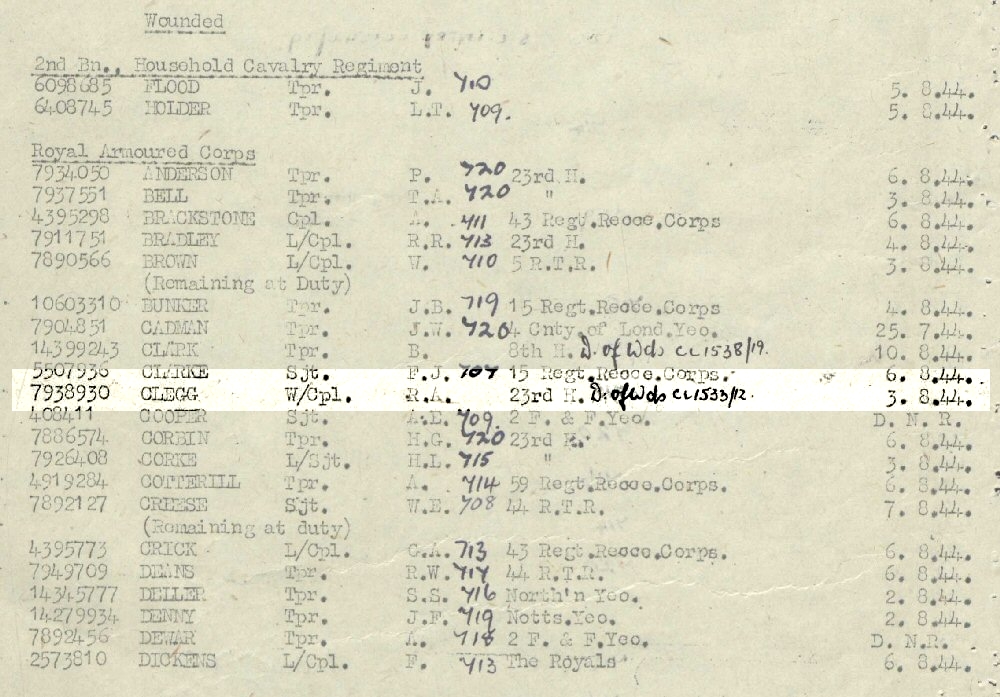 Wounded
2nd Bn., Household Cavalry Regiment
6098685 FLOOD Tpr. J. 710 5. 8.44.
6408745 HOLDER Tpr. L.T. 709. 5. 8.44.
Royal Armoured Corps
7934050 ANDERSON Tpr. P. 720 23rd H. 6. 8.44.
7937551 BELL Tpr. T.A. 720 " 3. 8.44.
4395298 BRACKSTONE Cpl. A. 711 43 Regt.Recce.Corps 6. 8.44.
7911751 BRADLEY L/Cpl. R.R. 713 23rd H. 4. 8.44.
7890566 BROWN L/Cpl. W. 710 5 R.T.R. 3. 8.44.
(Remaining at Duty)
10603310 BUNKER Tpr. J.B. 719 15 Regt.Recce.Corps 4. 8.44.
7904851 CADMAN Tpr. J.W. 720 4 Cnty.of Lond.Yeo. 25. 7.44.
14399243 CLARK Tpr. B. 8th H. D. of Wds cc1538/19. 10. 8.44.
5507936 CLARKE Sjt. F.J. 707 15 Regt.Recce.Corps. 6. 8.44.
7938930 CLEGG W/Cpl. R.A. 23rd H. D. of Wds cc1533/12. 3. 8.44.
408411 COOPER Sjt. A.E. 709. 2 F. & F.Yeo. D. N. R.
7886574 CORBIN Tpr. H.G. 720 23rd H. 6. 8.44.
7926408 CORKE L/Sjt. H.L. 715 " 3. 8.44.
4919284 COTTERILL Tpr. A. 714 59 Regt.Recce.Corps. 6. 8.44.
7892127 CREESE Sjt. W.E. 708 44 R.T.R. 7. 8.44.
(Remaining at duty)
4395773 CRICK L/Cpl. G.A. 713 43 Regt.Recce.Corps. 6. 8.44.
7949709 DEANS Tpr. R.W. 717 44 R.T.R. 6. 8.44.
14345777 DELLER Tpr. S.S. 716 North'n Yeo. 2. 8.44.
14279934 DENNY Tpr. J.F. 719 Notts.Yeo. 2. 8.44.
7892456 DEWAR Tpr. A. 718 2 F. & F.Yeo. D. N.R.
2573810 DICKENS L/Cpl. F. 713 The Royals 6. 8.44.